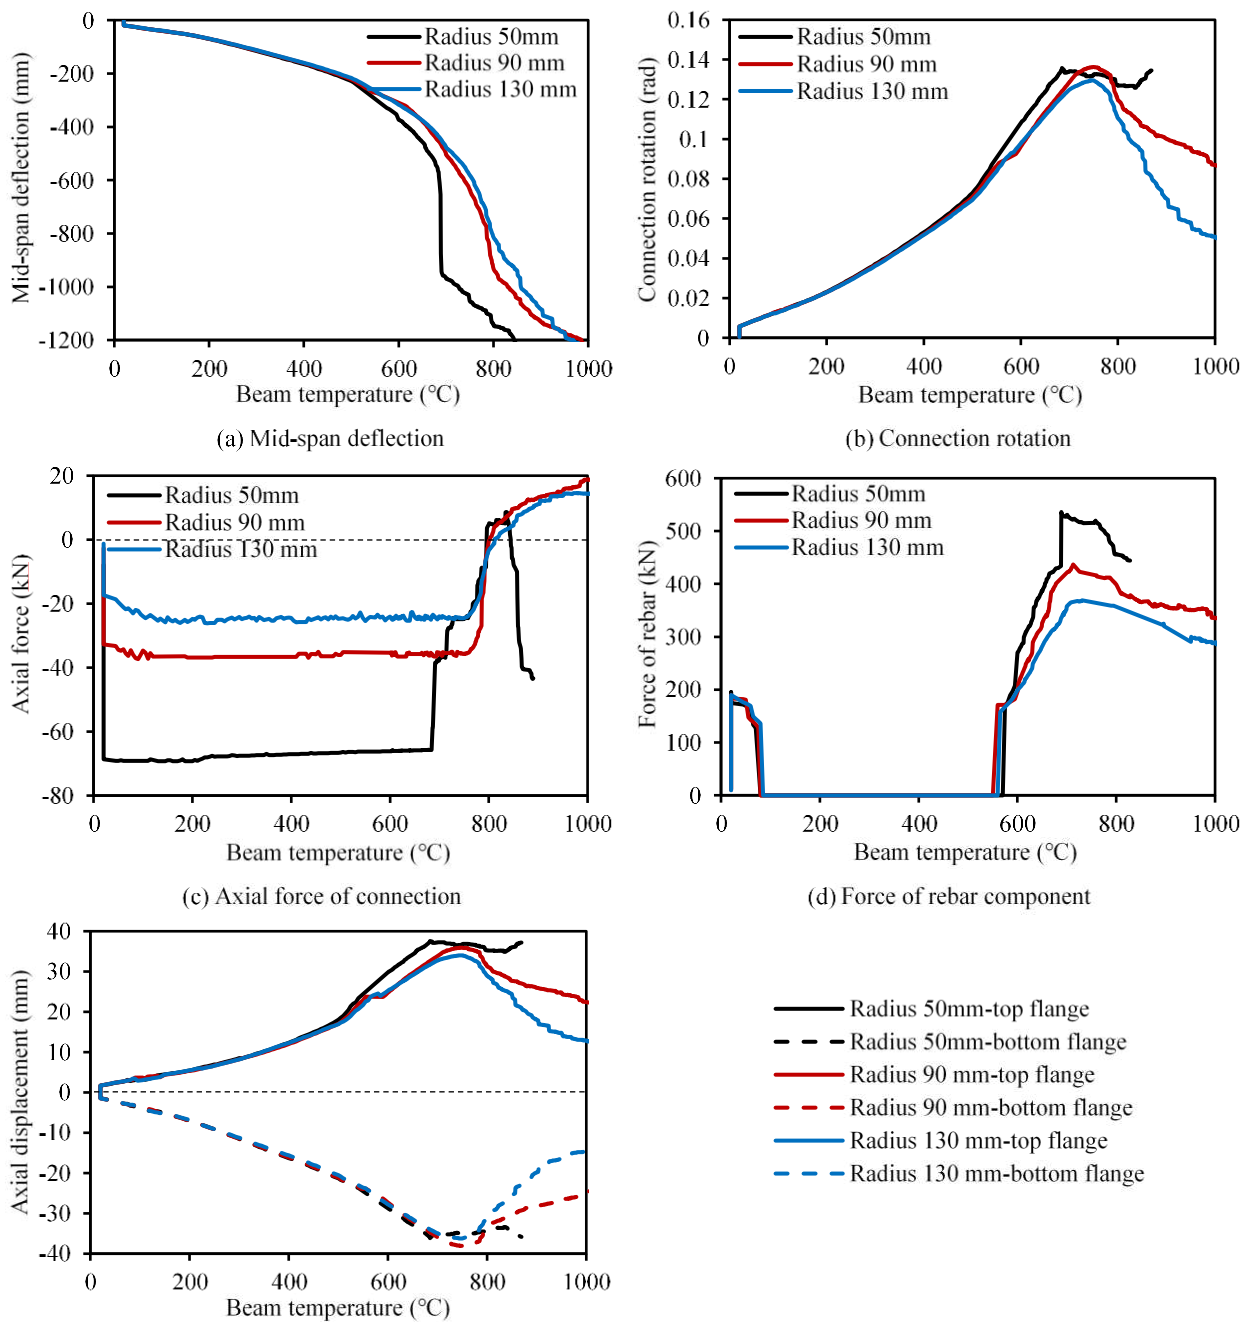 0
-200
-400
-600
-800
-1000
-1200
Mid-span deflection (mm)
Radius 50mm
Radius 90 mm
Radius 130 mm
0 200 400 600 800 1000
Beam temperature (℃)
(a) Mid-span deflection
0.16
0.14
0.12
0.1
0.08
0.06
0.04
0.02
0
Connection rotation (rad)
Radius 50mm
Radius 90 mm
Radius 130 mm
0 200 400 600 800 1000
Beam temperature (℃)
(b) Connection rotation
20
0
-20
-40
-60
-80
Axial force (kN)
Radius 50mm
Radius 90 mm
Radius 130 mm
0 200 400 600 800 1000
Beam temperature (℃)
(c) Axial force of connection
600
500
400
300
200
100
0
Force of rebar (kN)
Radius 50mm
Radius 90 mm
Radius 130 mm
0 200 400 600 800 1000
Beam temperature (℃)
(d) Force of rebar component
40
30
20
10
0
-10
-20
-30
-40
Axial displacement (mm)
0 200 400 600 800 1000
Beam temperature (℃)
Radius 50mm-top flange
Radius 50mm-bottom flange
Radius 90 mm-top flange
Radius 90 mm-bottom flange
Radius 130 mm-top flange
Radius 130 mm-bottom flange